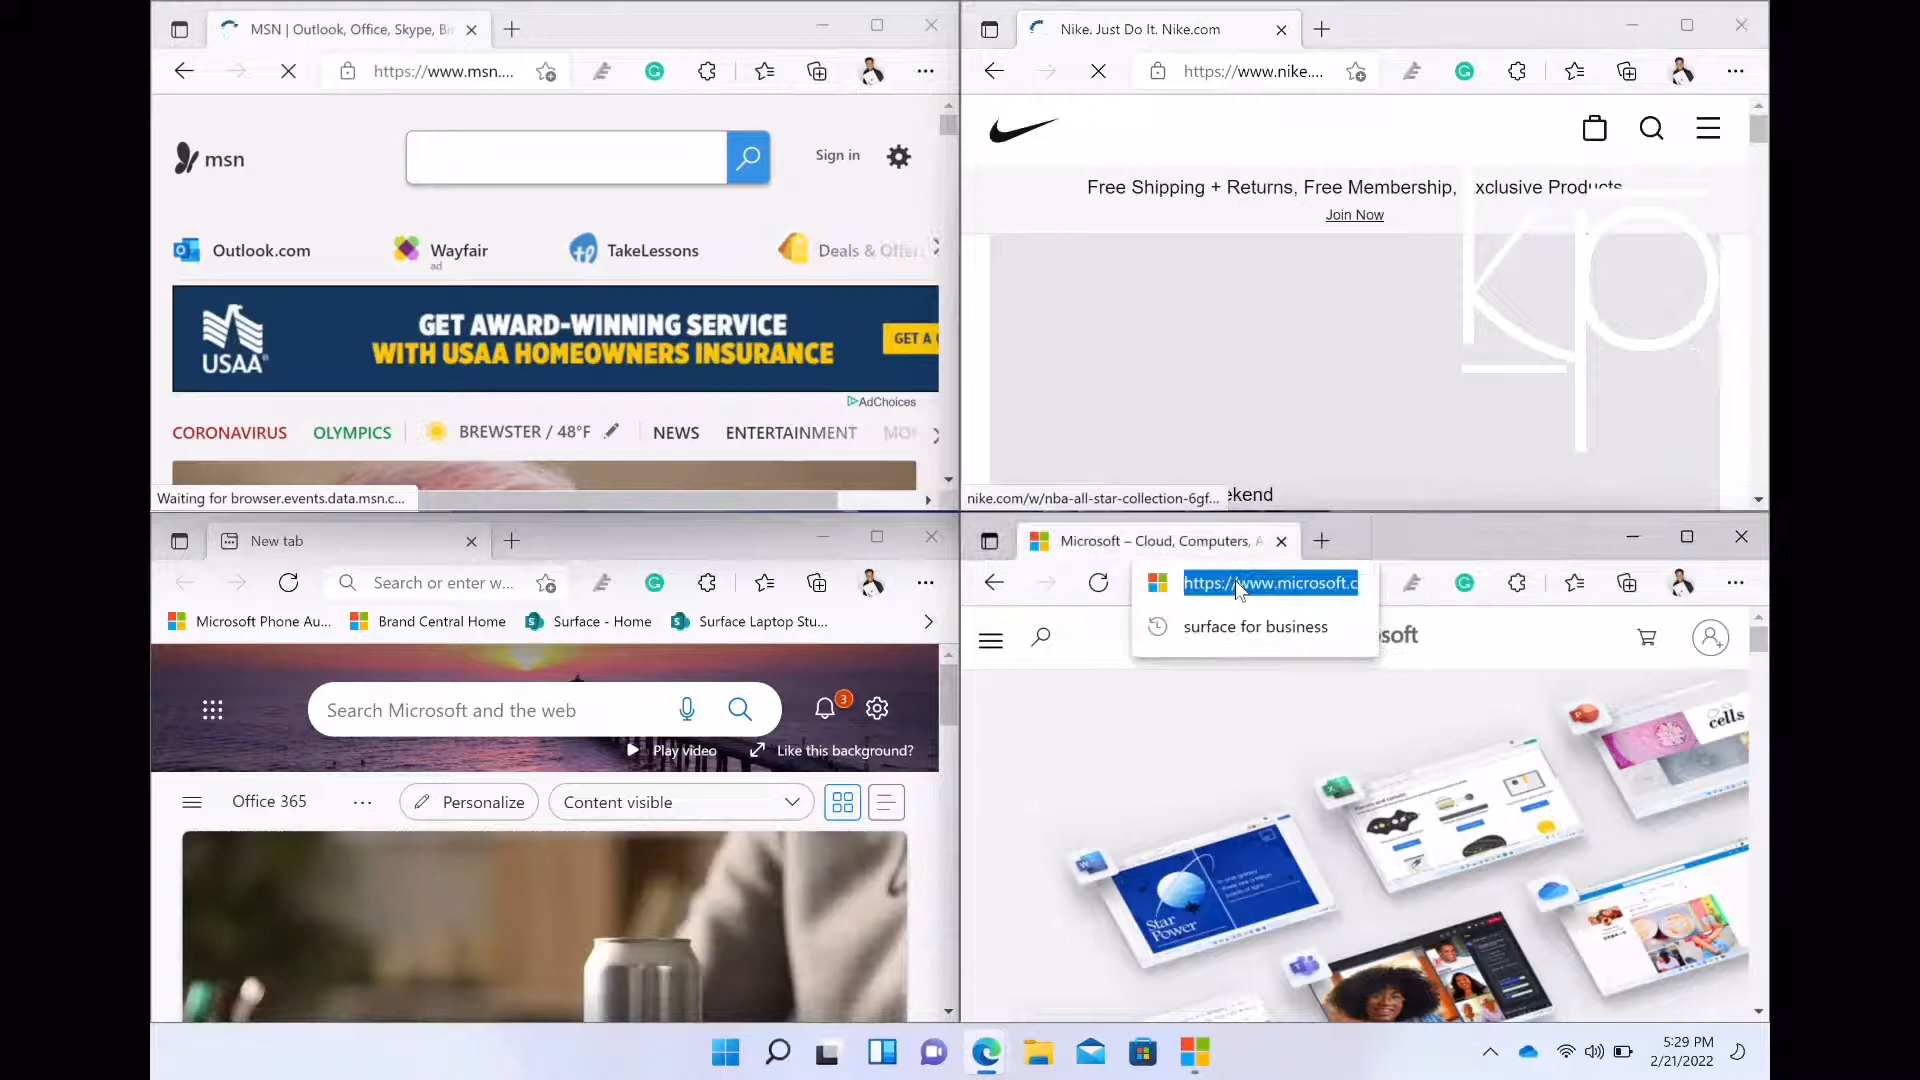 MSN | Outlook, Office, Skype, Bi
https://www.msn....
msn
Sign in
Outlook.com
Wayfair
ad
TakeLessons
Deals & Offer
USAA
GET AWARD-WINNING SERVICE
WITH USAA HOMEOWNERS INSURANCE
GET A
AdChoices
CORONAVIRUS
OLYMPICS
BREWSTER / 48°F
NEWS
ENTERTAINMENT
MO
Waiting for browser.events.data.msn.c...
Nike. Just Do It. Nike.com
https://www.nike....
Free Shipping + Returns, Free Membership, xclusive Products
Join Now
kp
TM
ekend
nike.com/w/nba-all-star-collection-6gf...
New tab
Search or enter w...
Microsoft Phone Au...
Brand Central Home
Surface - Home
Surface Laptop Stu...
Search Microsoft and the web
3
Play video
Like this background?
Office 365
...
Personalize
Content visible
Microsoft – Cloud, Computers, A
https://www.microsoft.c
surface for business
soft
cells
Star
Power
5:29 PM
2/21/2022